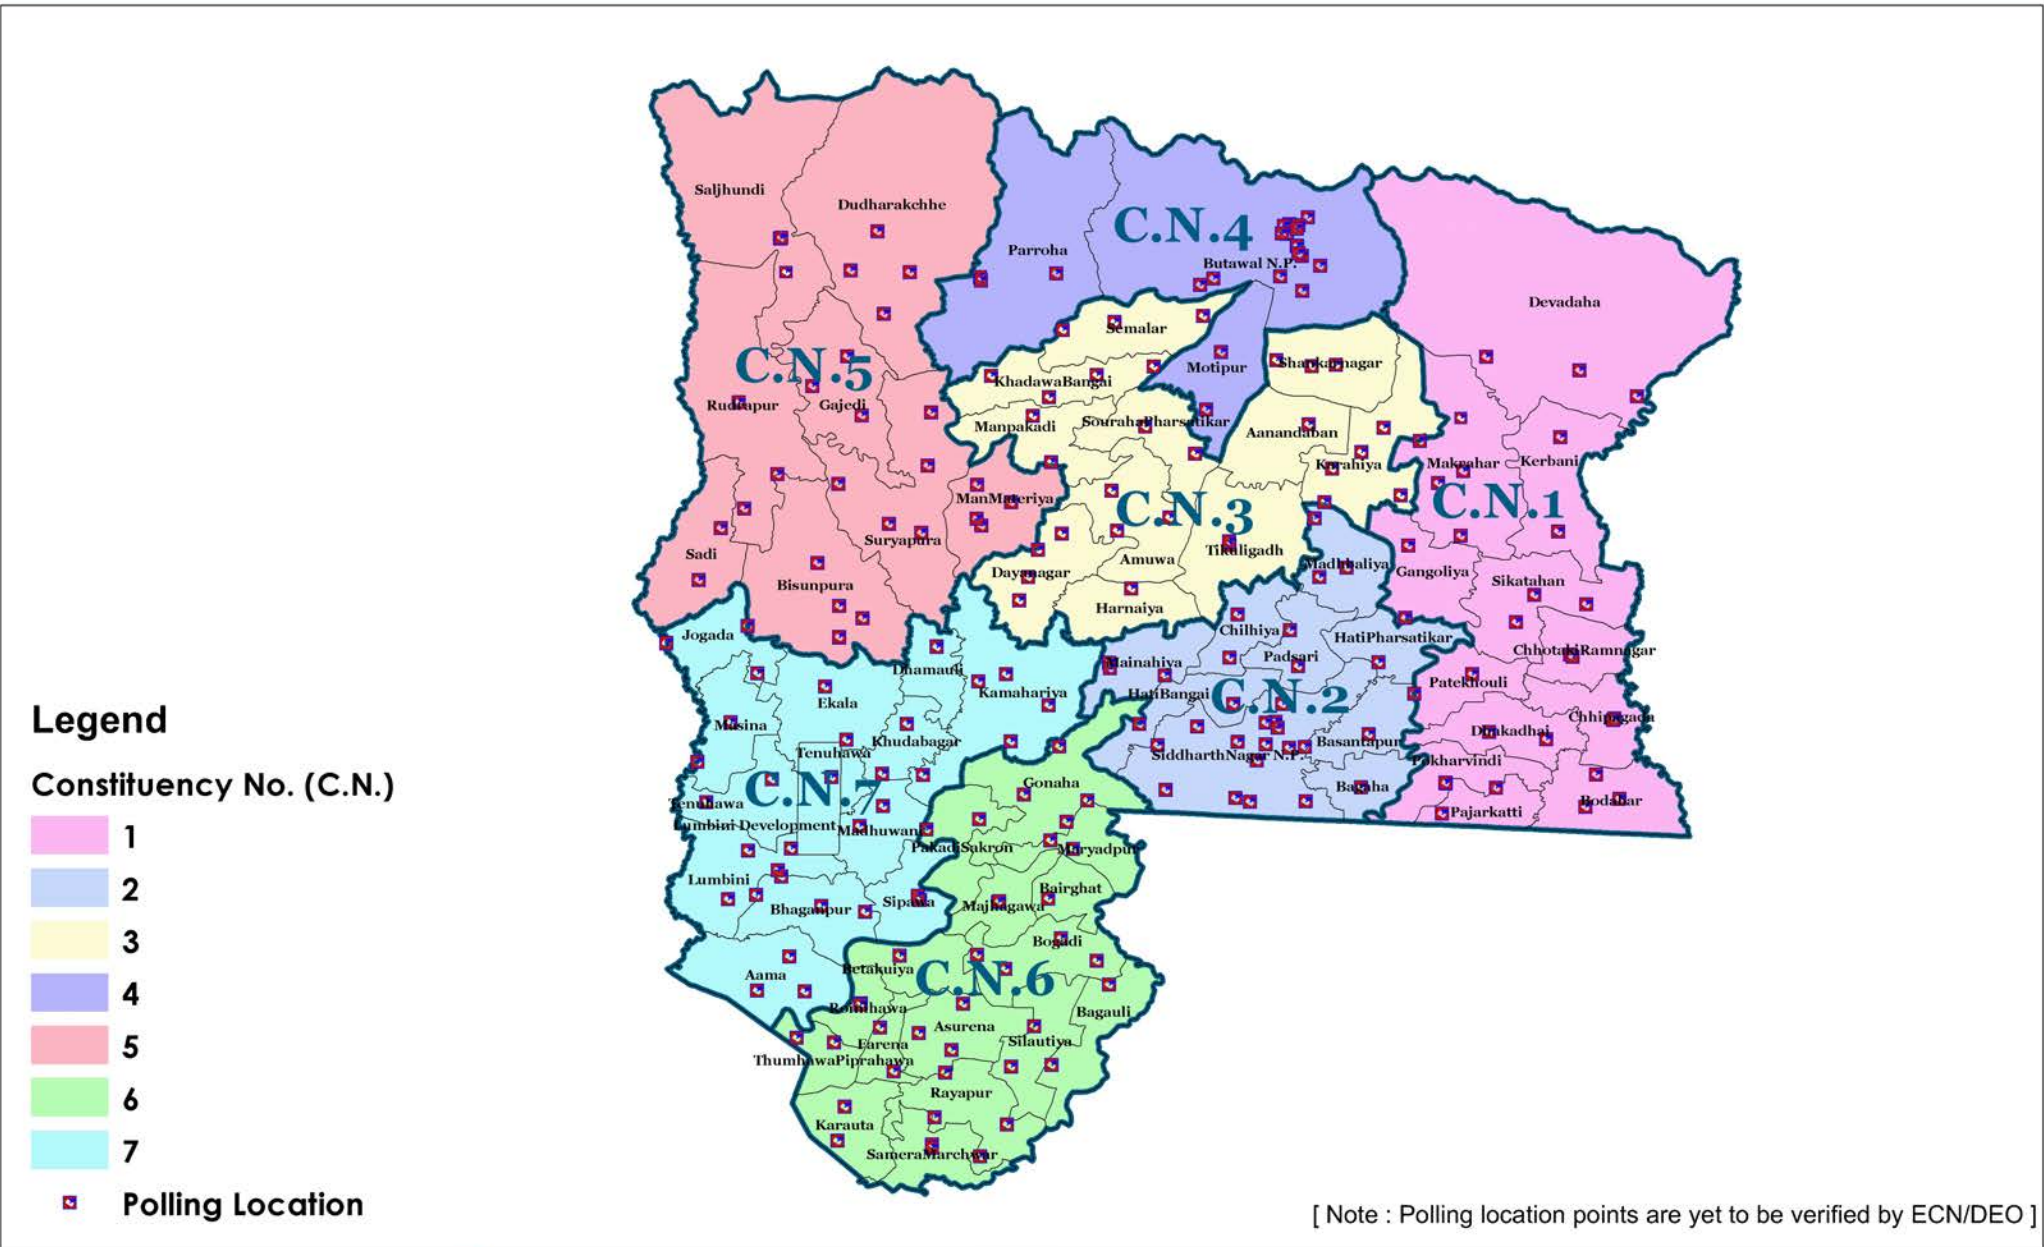 Saljhundi
Dudharakchhe
Parroha
C.N.4
Butawal N.P.
Devadaha
Semalar
C.N.5
Motipur
Shankarnagar
KhadawaBangai
Rudrapur
Gajedi
Manpakadi
SourahaPharsatikar
Aanandaban
Karahiya
Makrahar
Kerbani
ManMateriya
C.N.3
C.N.1
Suryapura
Sadi
Tikuligadh
Amuwa
Madhbaliya
Gangoliya
Dayanagar
Bisunpura
Sikatahan
Harnaiya
Jogada
Chilhiya
HatiPharsatikar
ChhotakiRamnagar
Padsari
Mainahiya
Dhamauli
Kamahariya
HatiBangai
C.N.2
Patekhouli
Ekala
Masina
Chhipagada
Khudabagar
Dhakadhai
Tenuhawa
SiddharthNagar N.P.
Basantapur
Pokharvindi
C.N.7
Gonaha
Bagaha
Tenuhawa
Bodabar
Pajarkatti
Lumbini Development
Madhuwani
PakadiSakron
Maryadpur
Lumbini
Bairghat
Bhaganpur
Sipawa
Majhagawa
Bogadi
Betakuiya
C.N.6
Aama
Romihawa
Bagauli
Asurena
Farena
Silautiya
ThumhawaPiprahawa
Rayapur
Karauta
SameraMarchwar
Legend
Constituency No. (C.N.)
1
2
3
4
5
6
7
Polling Location
[ Note : Polling location points are yet to be verified by ECN/DEO ]